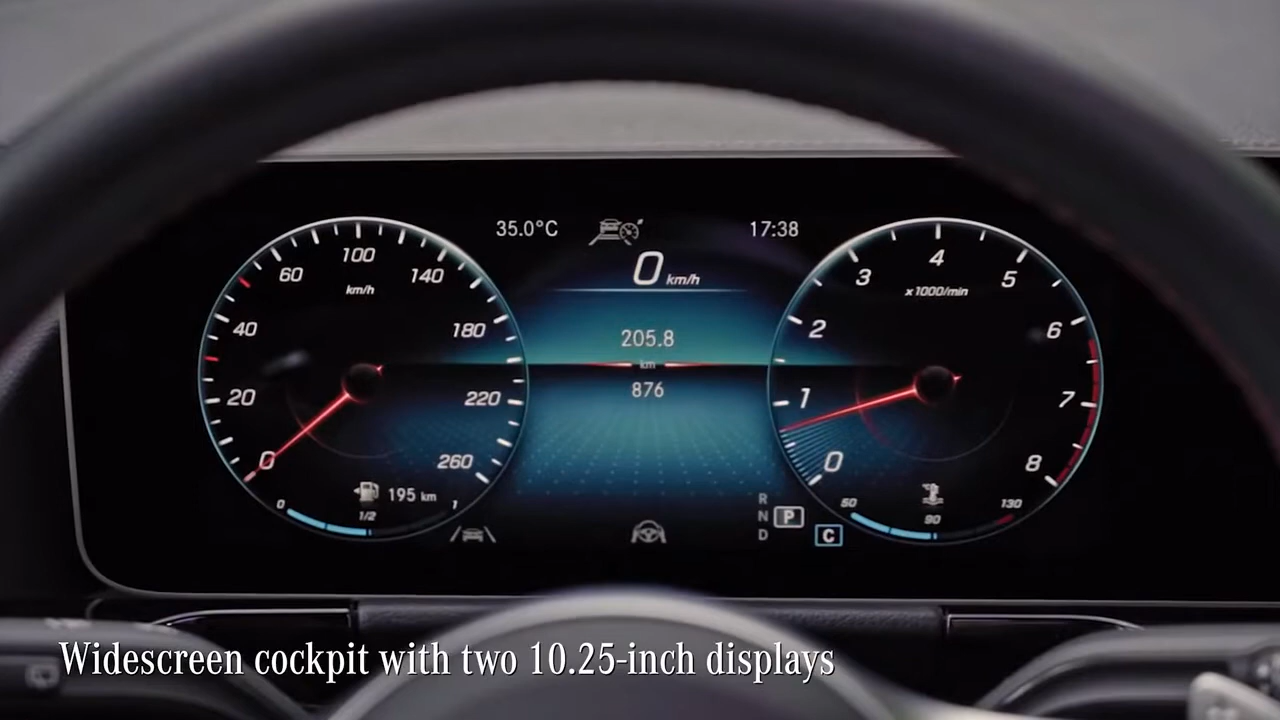 35.0°C
17:38
0 km/h
205.8
km
876
100
60
140
km/h
40
180
20
220
0
260
195 km
0
1/2
1
4
3
5
x1000/min
2
6
1
7
0
8
50
90
130
R
N
P
D
C
Widescreen cockpit with two 10.25-inch displays